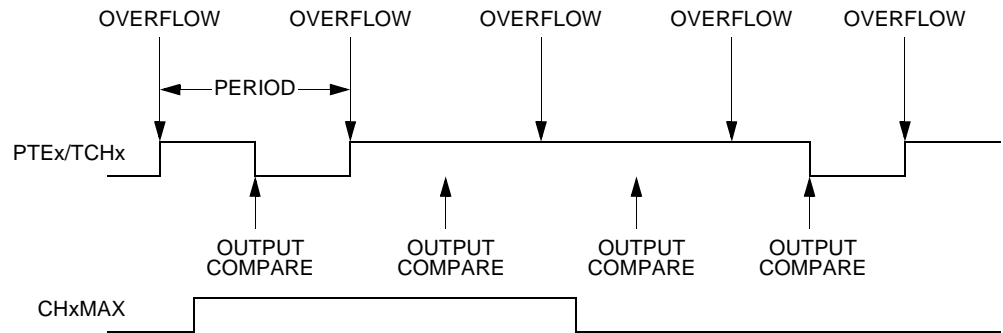 OVERFLOW OVERFLOW OVERFLOW OVERFLOW OVERFLOW
PERIOD
PTEx/TCHx
OUTPUT OUTPUT OUTPUT OUTPUT
COMPARE COMPARE COMPARE COMPARE
CHxMAX